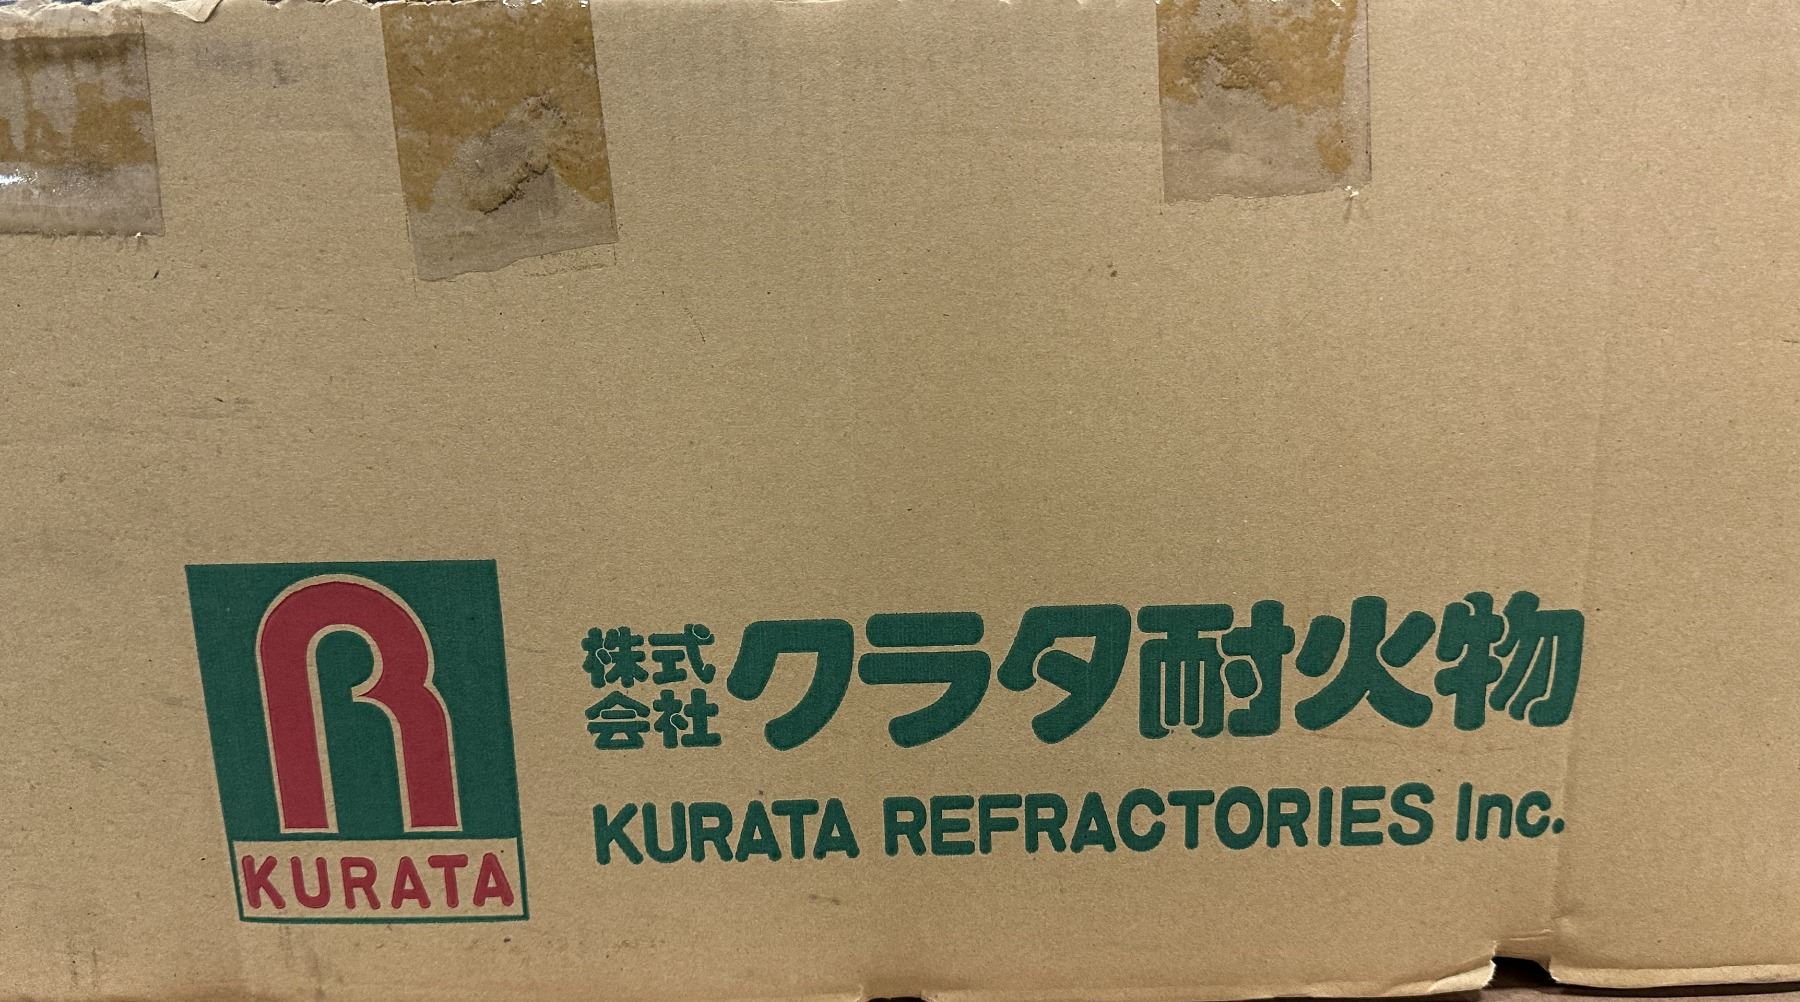 株式
会社
クラタ耐火物
KURATA REFRACTORIES Inc.
R
KURATA